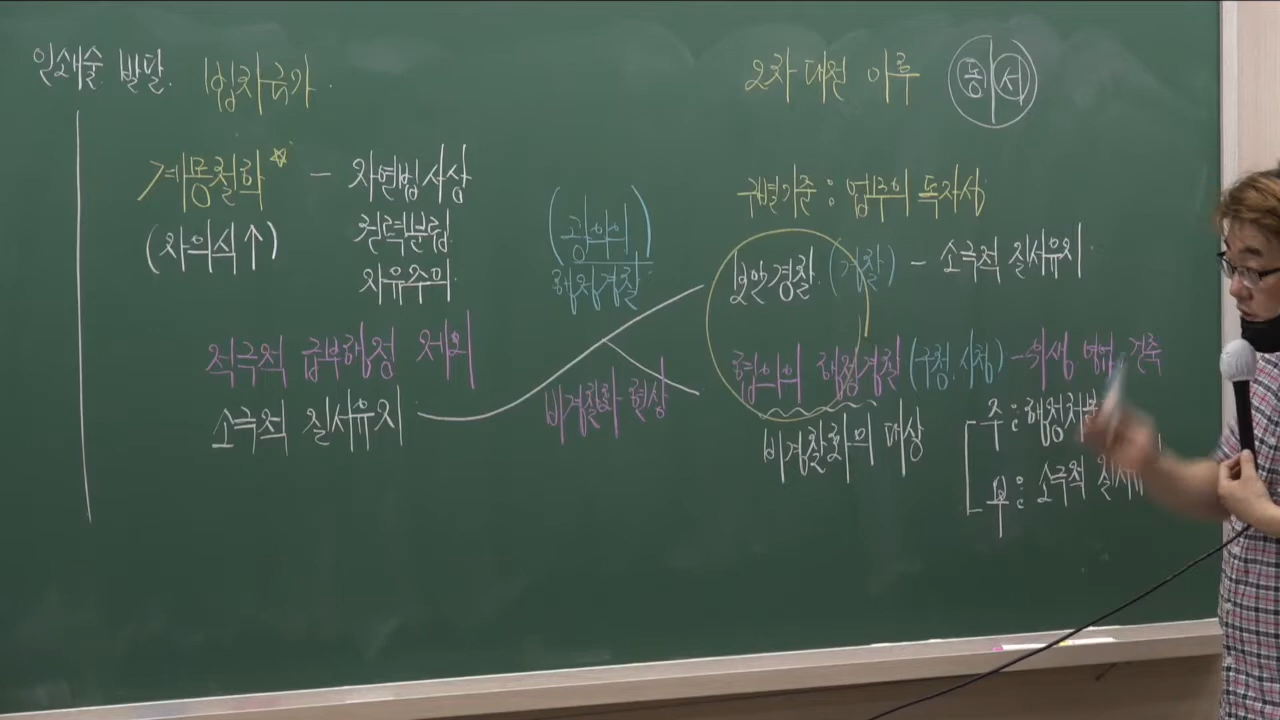 인쇄술 발달. 법치국가.
계몽철학☆ - 자연법사상
(자의식↑) 권력분립
자유주의
적극적 급부행정 제외
소극적 질서유지
(광의의)
행정경찰
비경찰화 현상
2차 대전 이후 동 서
구별기준 : 업무의 독자성
보안경찰 (경찰) - 소극적 질서유지.
협의의 행정경찰 (구청, 시청) - 위생 영업 건축
비경찰화의 대상
주 : 행정처분
부 : 소극적 질서